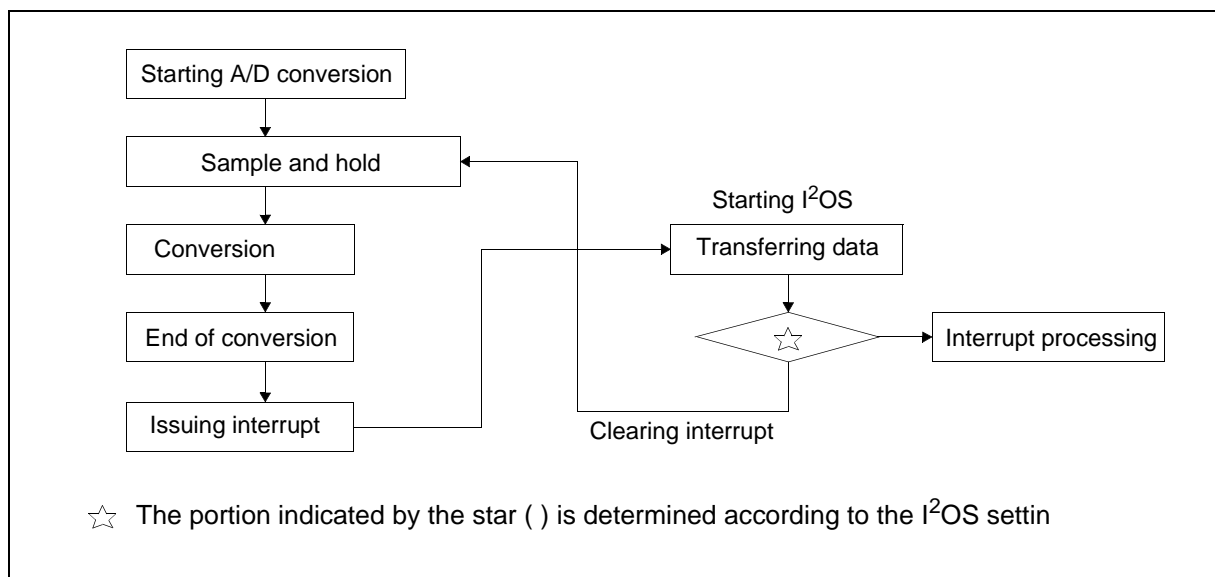 Starting A/D conversion
Sample and hold
Conversion
End of conversion
Issuing interrupt
Starting I²OS
Transferring data
☆
Interrupt processing
Clearing interrupt
☆ The portion indicated by the star ( ) is determined according to the I²OS settin